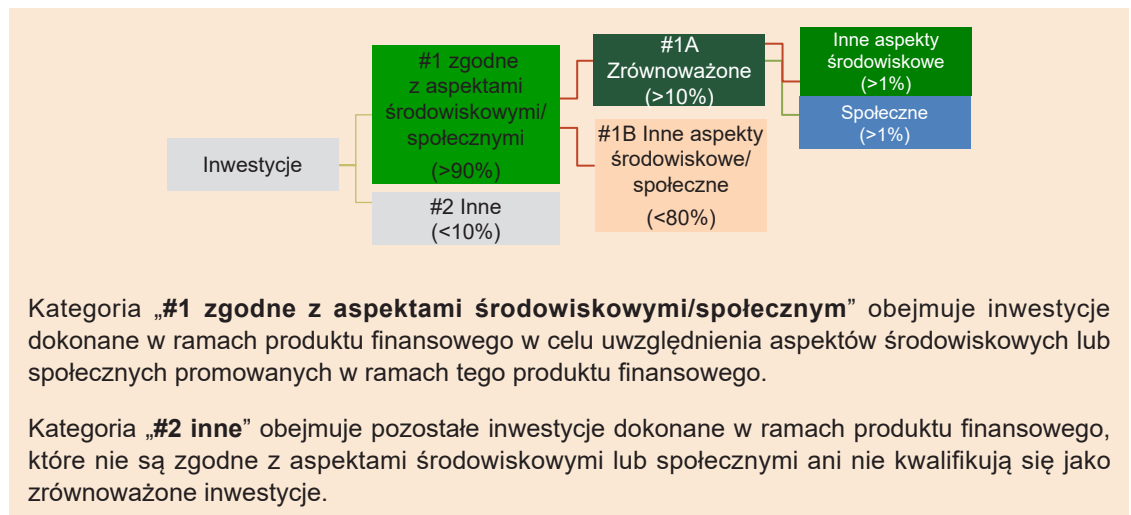 Inwestycje
#1 zgodne
z aspektami
środowiskowymi/
społecznymi
(>90%)
#2 Inne
(<10%)
#1A
Zrównoważone
(>10%)
#1B Inne aspekty
środowiskowe/
społeczne
(<80%)
Inne aspekty
środowiskowe
(>1%)
Społeczne
(>1%)
Kategoria „#1 zgodne z aspektami środowiskowymi/społecznym” obejmuje inwestycje
dokonane w ramach produktu finansowego w celu uwzględnienia aspektów środowiskowych lub
społecznych promowanych w ramach tego produktu finansowego.
Kategoria „#2 inne” obejmuje pozostałe inwestycje dokonane w ramach produktu finansowego,
które nie są zgodne z aspektami środowiskowymi lub społecznymi ani nie kwalifikują się jako
zrównoważone inwestycje.